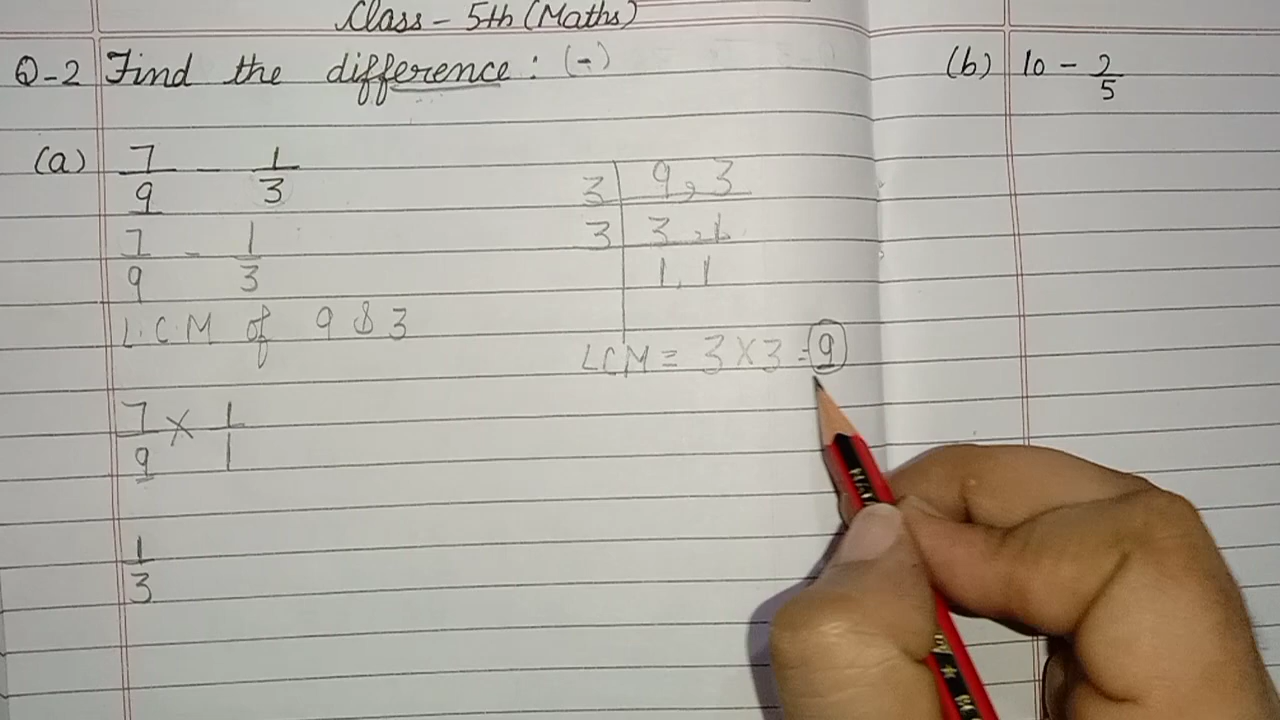 Class - 5th (Maths)
Q-2 Find the difference : (-)
(a) 7/9 - 1/3
7/9 - 1/3
L.C.M of 9 & 3
7/9 × 1/1
1/3
3 | 9, 3
3 | 3, 1
1, 1
LCM = 3 × 3 = 9
(b) 10 - 2/5